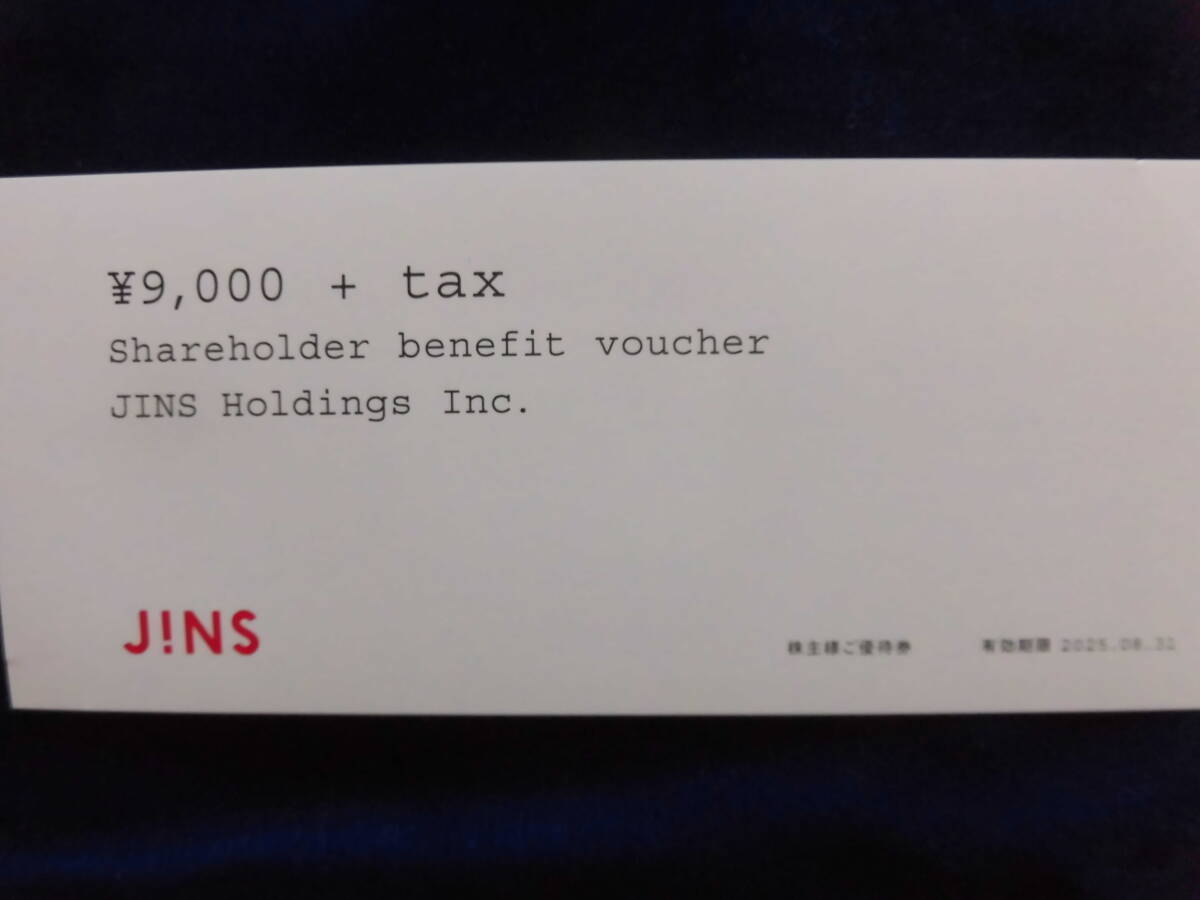 ¥9,000 + tax
Shareholder benefit voucher
JINS Holdings Inc.
J!NS
株主様ご優待券 有効期限 2025.08.31